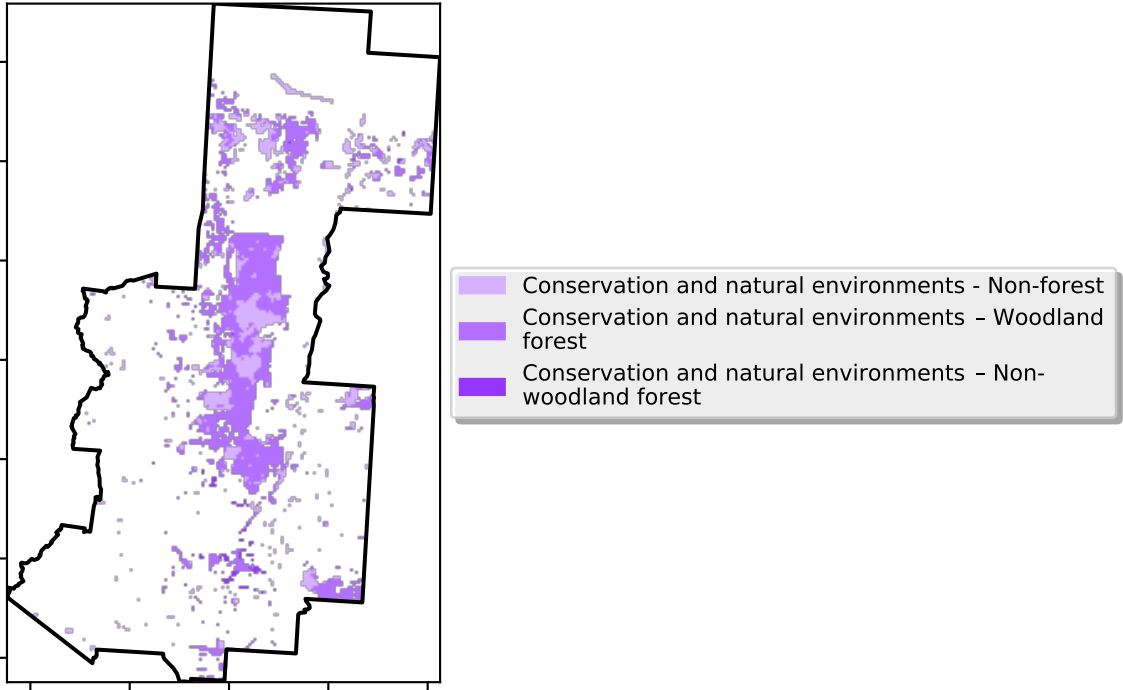 Conservation and natural environments - Non-forest
Conservation and natural environments – Woodland
forest
Conservation and natural environments – Non-
woodland forest